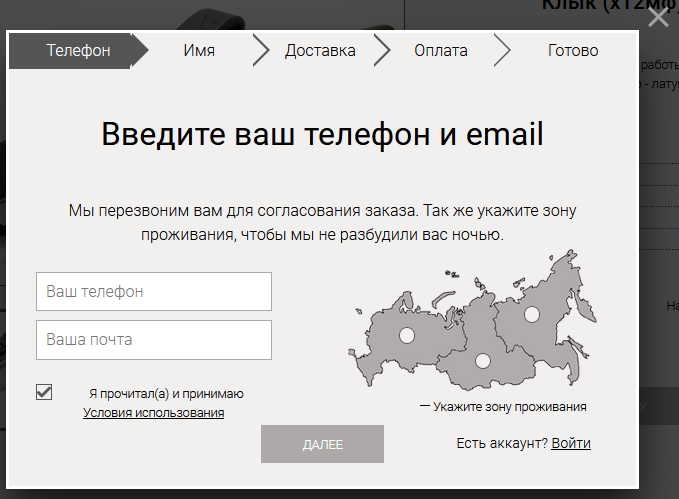 Клык (x12мф)
Телефон
Имя
Доставка
Оплата
Готово
Введите ваш телефон и email
Мы перезвоним вам для согласования заказа. Так же укажите зону
проживания, чтобы мы не разбудили вас ночью.
Ваш телефон
Ваша почта
Я прочитал(а) и принимаю
Условия использования
— Укажите зону проживания
ДАЛЕЕ
Есть аккаунт? Войти